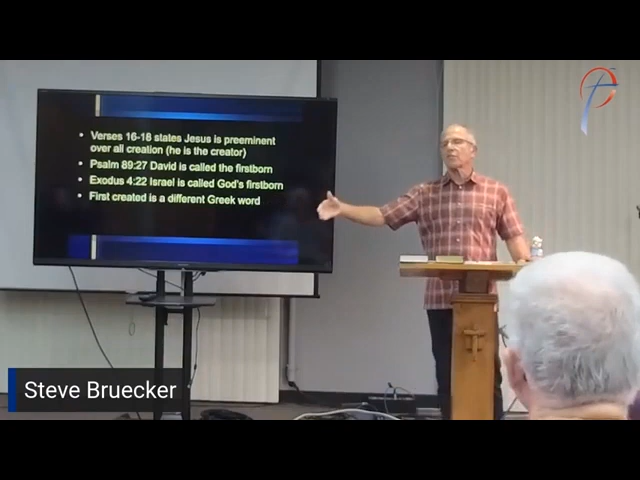 • Verses 16-18 states Jesus is preeminent
over all creation (he is the creator)
• Psalm 89:27 David is called the firstborn
• Exodus 4:22 Israel is called God's firstborn
• First created is a different Greek word
Steve Bruecker